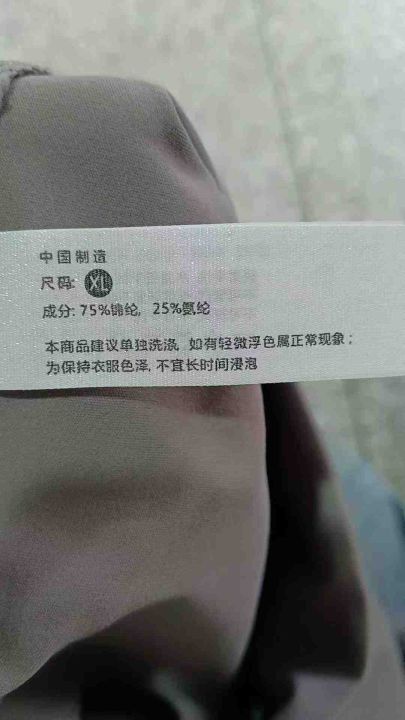 中国制造
尺码: XL
成分: 75%锦纶, 25%氨纶
本商品建议单独洗涤, 如有轻微浮色属正常现象;
为保持衣服色泽, 不宜长时间浸泡